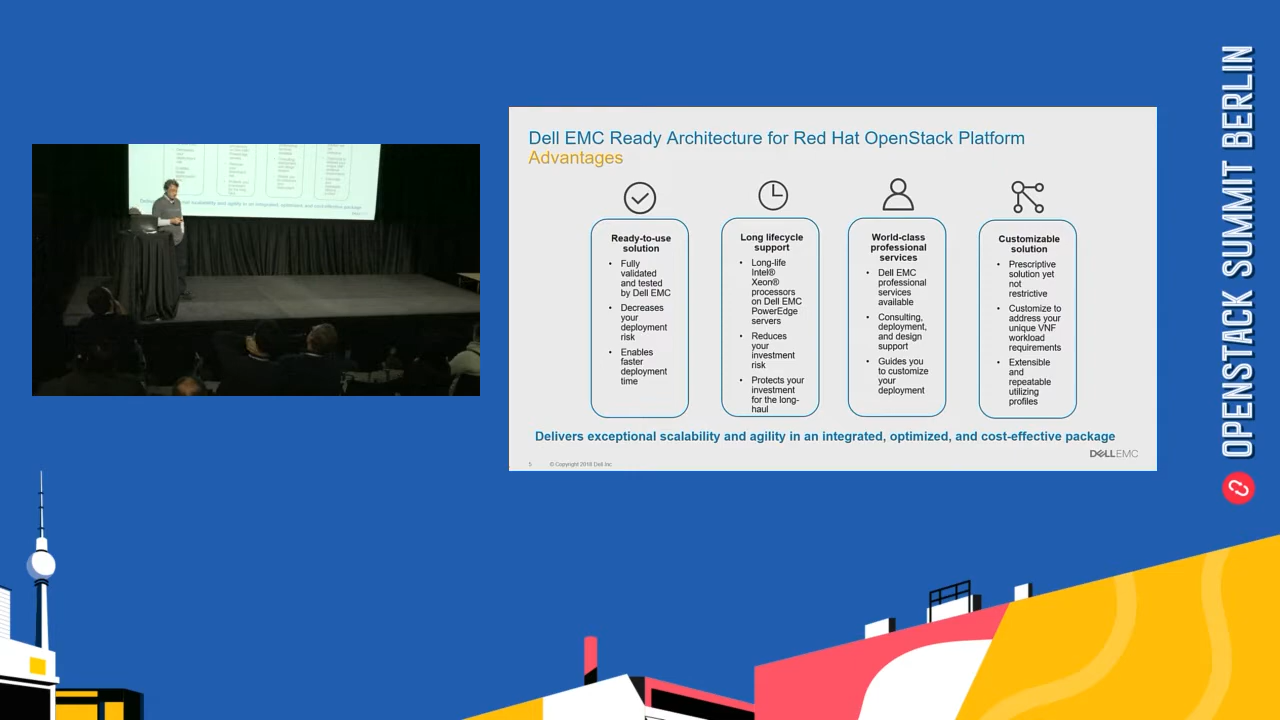 Dell EMC Ready Architecture for Red Hat OpenStack Platform
Advantages
Ready-to-use
solution
• Fully
validated
and tested
by Dell EMC
• Decreases
your
deployment
risk
• Enables
faster
deployment
time
Long lifecycle
support
• Long-life
Intel®
Xeon®
processors
on Dell EMC
PowerEdge
servers
• Reduces
your
investment
risk
• Protects your
investment
for the long-
haul
World-class
professional
services
• Dell EMC
professional
services
available
• Consulting,
deployment,
and design
support
• Guides you
to customize
your
deployment
Customizable
solution
• Prescriptive
solution yet
not
restrictive
• Customize to
address your
unique VNF
workload
requirements
• Extensible
and
repeatable
utilizing
profiles
Delivers exceptional scalability and agility in an integrated, optimized, and cost-effective package
5 © Copyright 2018 Dell Inc
DELLEMC
OPENSTACK SUMMIT BERLIN